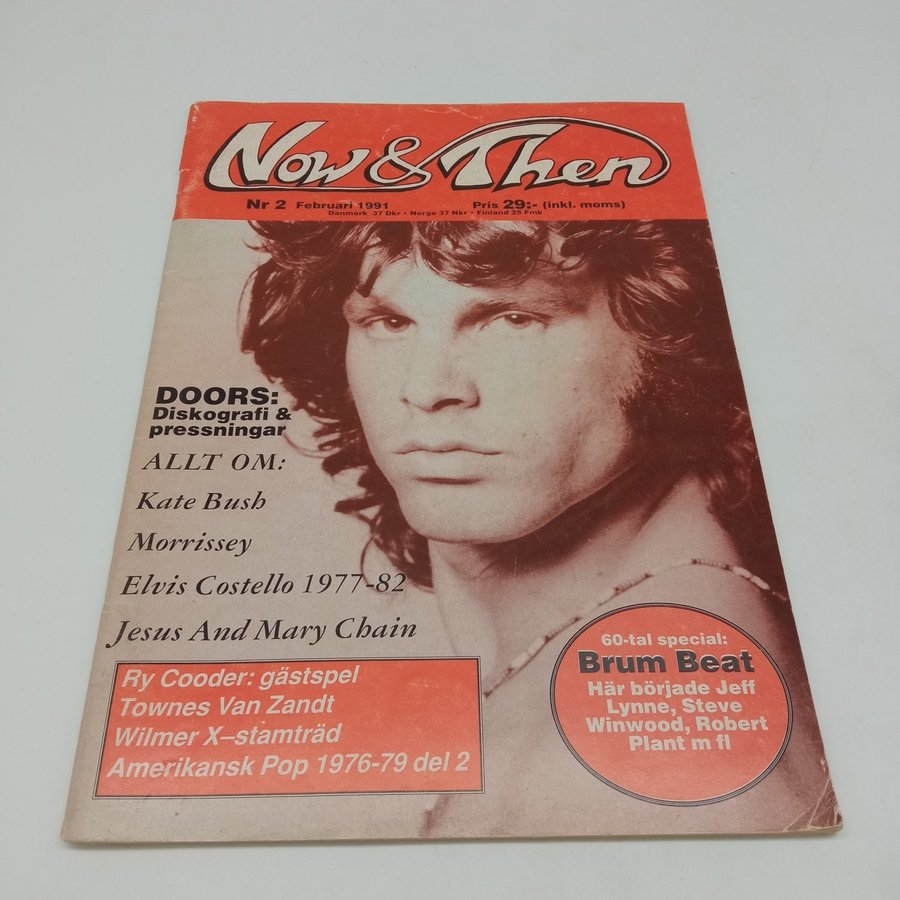 Now & Then
Nr 2 Februari 1991 Pris 29:- (inkl. moms)
Danmark 37 Dkr • Norge 37 Nkr • Finland 25 Fmk
DOORS:
Diskografi &
pressningar
ALLT OM:
Kate Bush
Morrissey
Elvis Costello 1977-82
Jesus And Mary Chain
Ry Cooder: gästspel
Townes Van Zandt
Wilmer X–stamträd
Amerikansk Pop 1976-79 del 2
60-tal special:
Brum Beat
Här började Jeff
Lynne, Steve
Winwood, Robert
Plant m fl